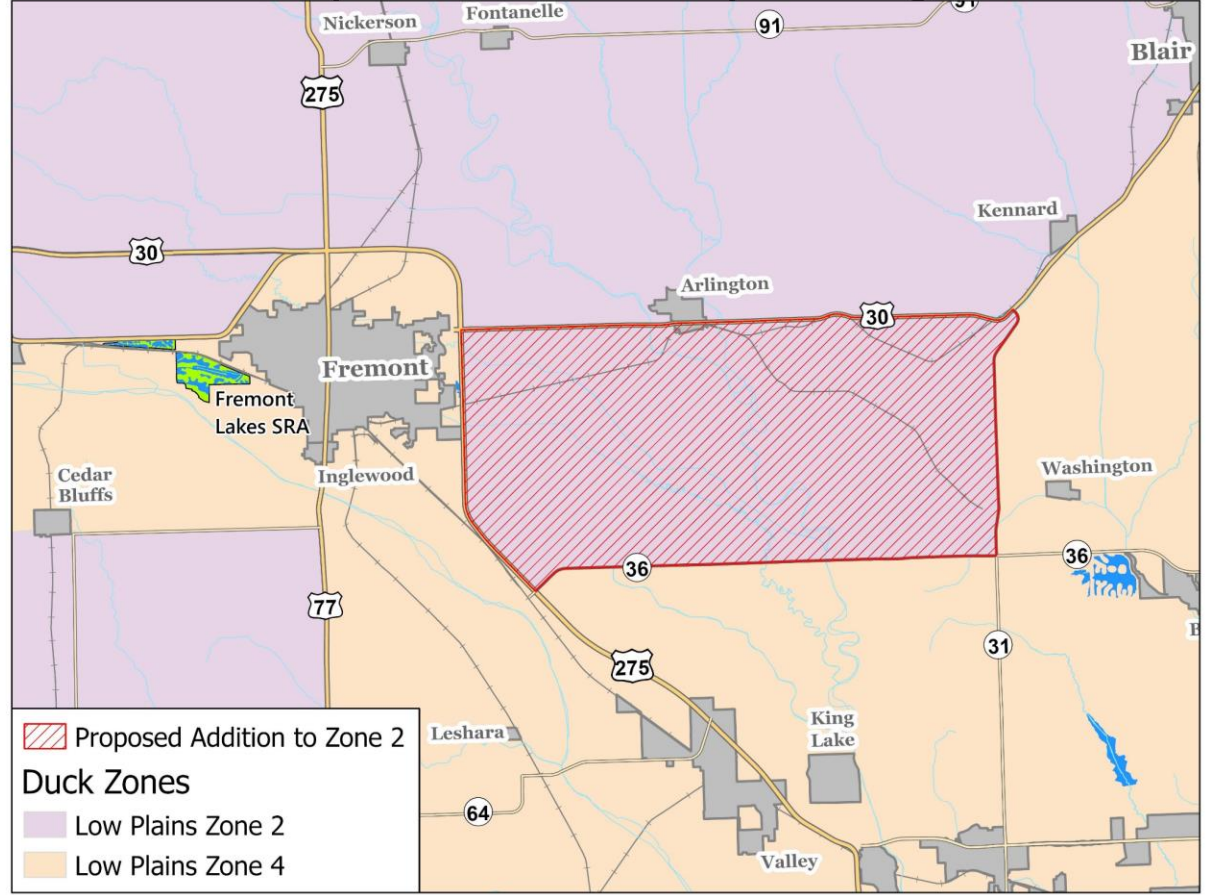 Nickerson
Fontanelle
91
91
Blair
275
30
Kennard
Arlington
30
Fremont
Fremont
Lakes SRA
Cedar
Bluffs
Inglewood
Washington
36
36
77
31
275
B
Leshara
King
Lake
64
Valley
Proposed Addition to Zone 2
Duck Zones
Low Plains Zone 2
Low Plains Zone 4